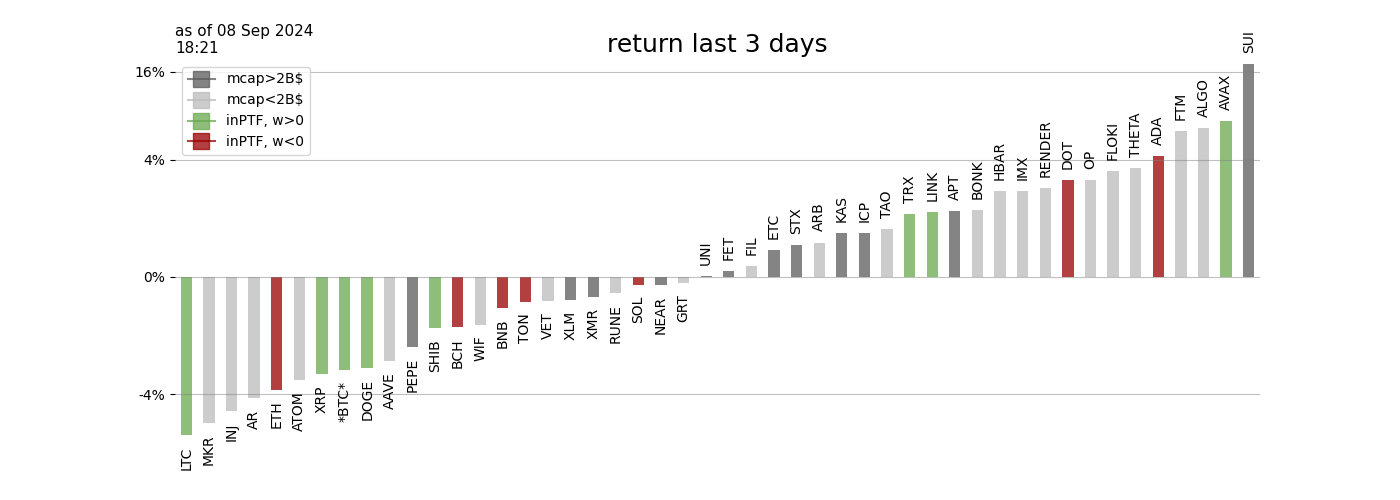 as of 08 Sep 2024
18:21
return last 3 days
mcap>2B$
mcap<2B$
inPTF, w>0
inPTF, w<0
16%
4%
0%
-4%
LTC
MKR
INJ
AR
ETH
ATOM
XRP
*BTC*
DOGE
AAVE
PEPE
SHIB
BCH
WIF
BNB
TON
VET
XLM
XMR
RUNE
SOL
NEAR
GRT
UNI
FET
FIL
ETC
STX
ARB
KAS
ICP
TAO
TRX
LINK
APT
BONK
HBAR
IMX
RENDER
DOT
OP
FLOKI
THETA
ADA
FTM
ALGO
AVAX
SUI